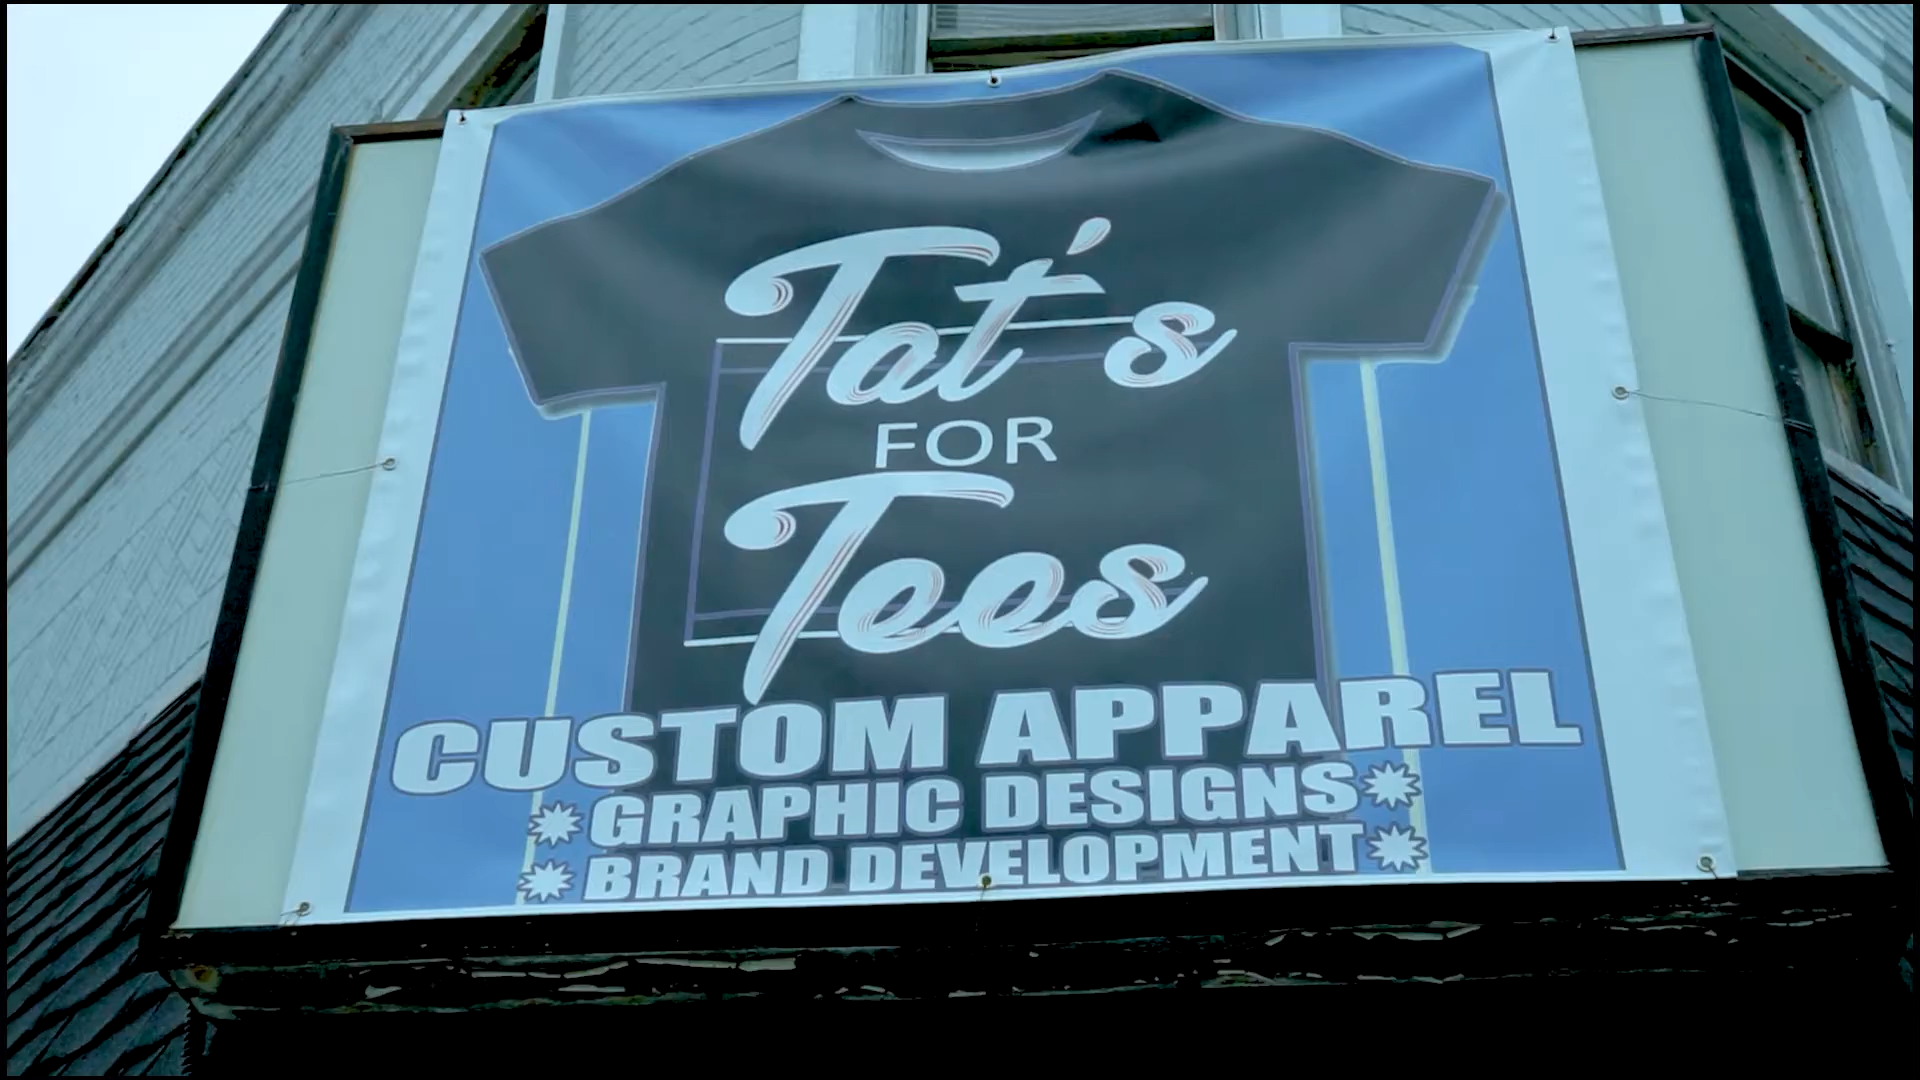 Tat's
FOR
Tees
CUSTOM APPAREL
GRAPHIC DESIGNS
BRAND DEVELOPMENT